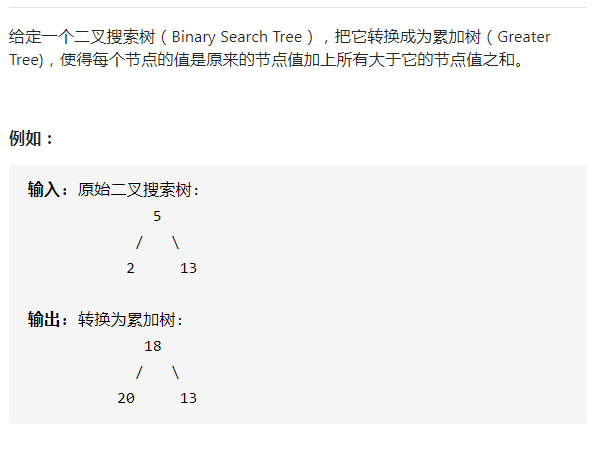 给定一个二叉搜索树（Binary Search Tree），把它转换成为累加树（Greater
Tree)，使得每个节点的值是原来的节点值加上所有大于它的节点值之和。
例如：
输入: 原始二叉搜索树:
5
/ \
2 13
输出: 转换为累加树:
18
/ \
20 13